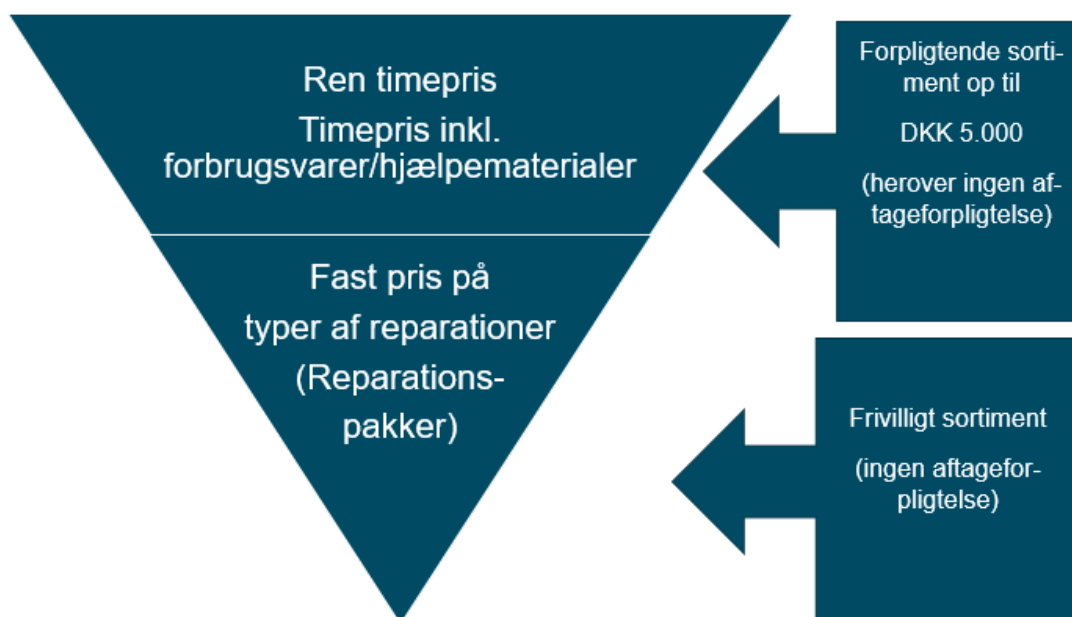 Ren timepris
Timepris inkl.
forbrugsvarer/hjælpematerialer
Fast pris på
typer af reparationer
(Reparations-
pakker)
Forpligtende sorti-
ment op til
DKK 5.000
(herover ingen af-
tageforpligtelse)
Frivilligt sortiment
(ingen aftagefor-
pligtelse)